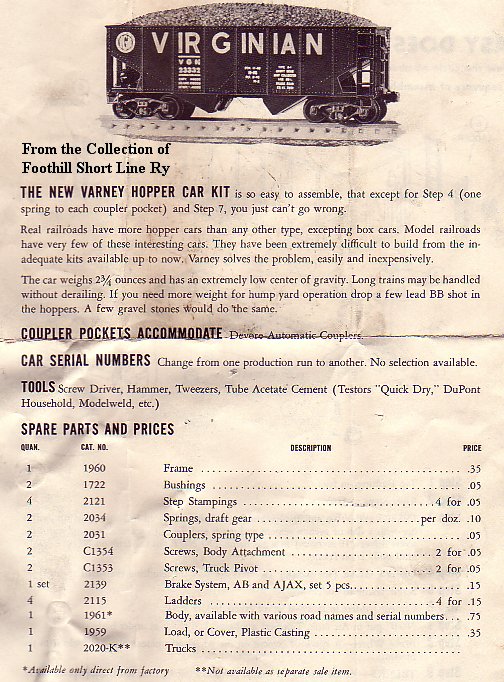 VIRGINIAN
VGN
23332
From the Collection of
Foothill Short Line Ry
THE NEW VARNEY HOPPER CAR KIT is so easy to assemble, that except for Step 4 (one
spring to each coupler pocket) and Step 7, you just can't go wrong.
Real railroads have more hopper cars than any other type, excepting box cars. Model railroads
have very few of these interesting cars. They have been extremely difficult to build from the in-
adequate kits available up to now. Varney solves the problem, easily and inexpensively.
The car weighs 2¾ ounces and has an extremely low center of gravity. Long trains may be handled
without derailing. If you need more weight for hump yard operation drop a few lead BB shot in
the hoppers. A few gravel stones would do the same.
COUPLER POCKETS ACCOMMODATE Devore Automatic Couplers
CAR SERIAL NUMBERS Change from one production run to another. No selection available.
TOOLS Screw Driver, Hammer, Tweezers, Tube Acetate Cement (Testors "Quick Dry," DuPont
Household, Modelweld, etc.)
SPARE PARTS AND PRICES
QUAN. CAT. NO. DESCRIPTION PRICE
1 1960 Frame .35
2 1722 Bushings .05
4 2121 Step Stampings 4 for .05
2 2034 Springs, draft gear per doz. .10
2 2031 Couplers, spring type .05
2 C1354 Screws, Body Attachment 2 for .05
2 C1353 Screws, Truck Pivot 2 for .05
1 set 2139 Brake System, AB and AJAX, set 5 pcs. .15
4 2115 Ladders 4 for .15
1 1961* Body, available with various road names and serial numbers .75
1 1959 Load, or Cover, Plastic Casting .35
1 2020-K** Trucks
*Available only direct from factory **Not available as separate sale item.